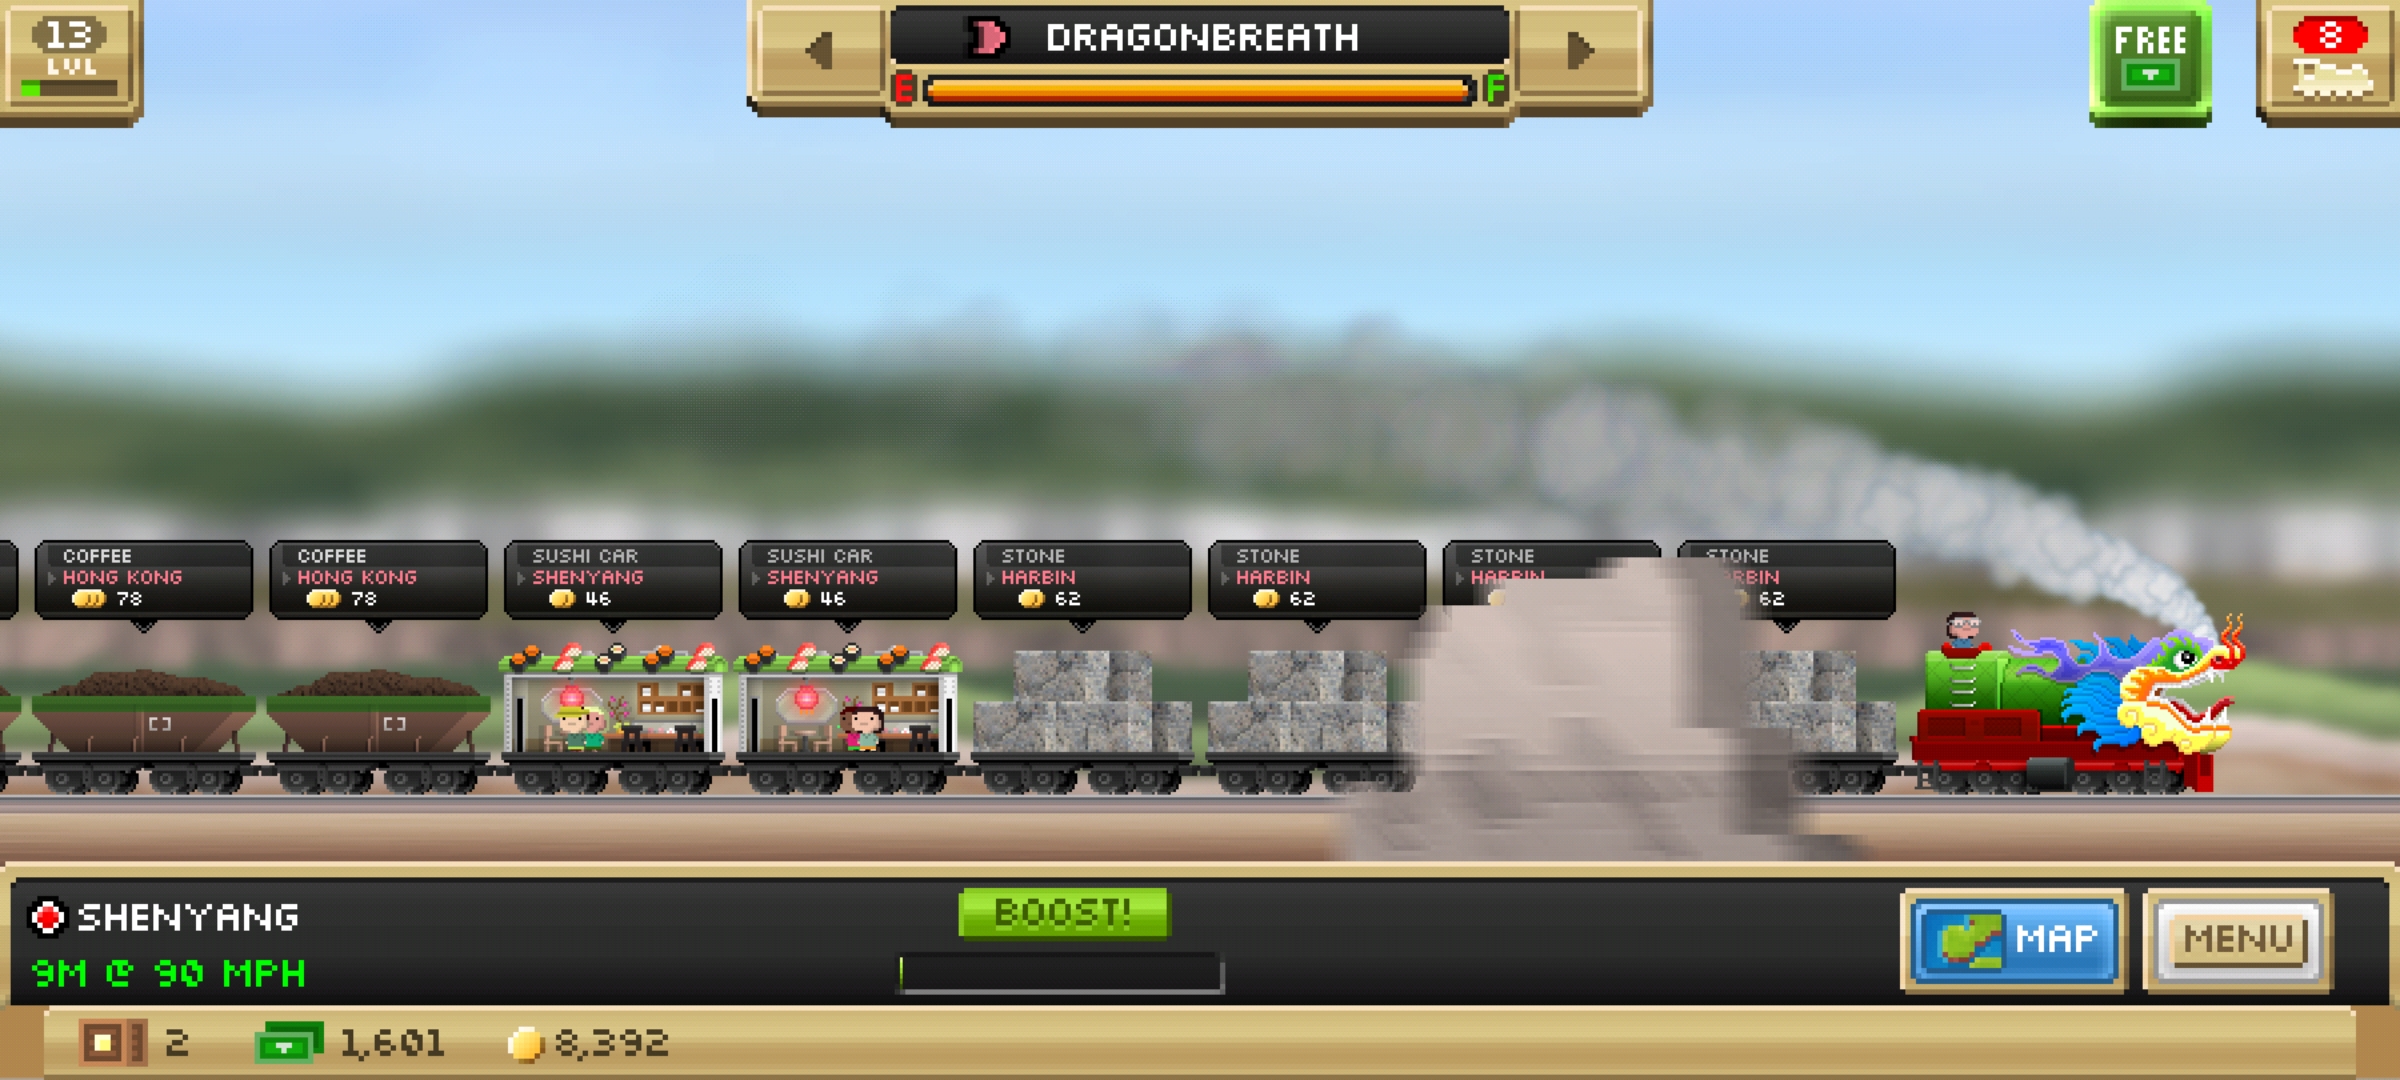 13
LVL
DRAGONBREATH
E F
FREE
8
COFFEE
HONG KONG
78
COFFEE
HONG KONG
78
SUSHI CAR
SHENYANG
46
SUSHI CAR
SHENYANG
46
STONE
HARBIN
62
STONE
HARBIN
62
STONE
HARBIN
STONE
62
SHENYANG
9M @ 90 MPH
BOOST!
MAP
MENU
2
1,601
8,392